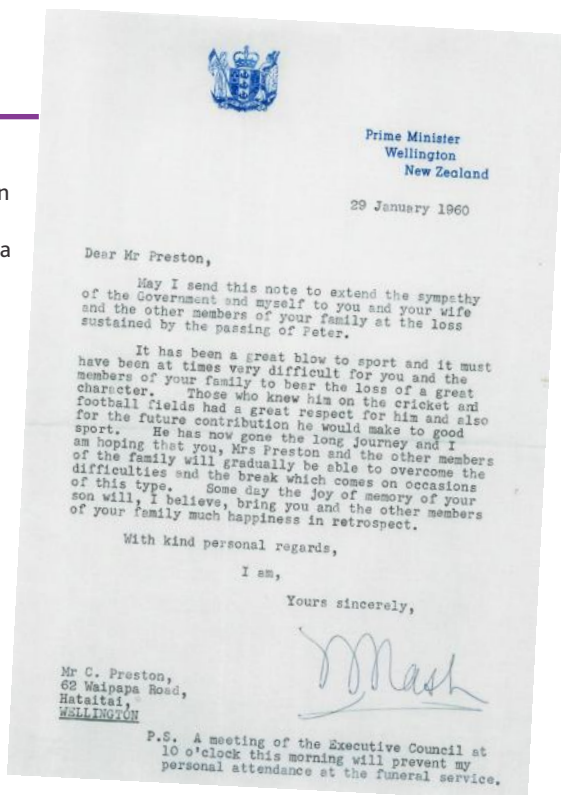 n
a
Prime Minister
Wellington
New Zealand
29 January 1960
Dear Mr Preston,
May I send this note to extend the sympathy
of the Government and myself to you and your wife
and the other members of your family at the loss
sustained by the passing of Peter.
It has been a great blow to sport and it must
have been at times very difficult for you and the
members of your family to bear the loss of a great
character. Those who knew him on the cricket and
football fields had a great respect for him and also
for the future contribution he would make to good
sport. He has now gone the long journey and I
am hoping that you, Mrs Preston and the other members
of the family will gradually be able to overcome the
difficulties and the break which comes on occasions
of this type. Some day the joy of memory of your
son will, I believe, bring you and the other members
of your family much happiness in retrospect.
With kind personal regards,
I am,
Yours sincerely,
WNash
Mr C. Preston,
62 Waipapa Road,
Hataitai,
WELLINGTON
P.S. A meeting of the Executive Council at
10 o'clock this morning will prevent my
personal attendance at the funeral service.